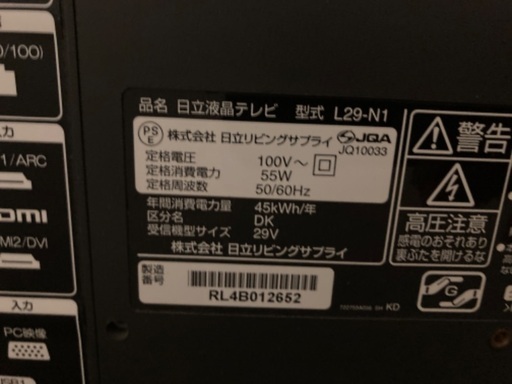 0/100)
入力
1/ARC
DMI
MI2/DVI
入力
PC映像
品名 日立液晶テレビ 型式 L29-N1
PS
E
株式会社 日立リビングサプライ
JQA
JQ10033
定格電圧 100V～
定格消費電力 55W
定格周波数 50/60Hz
年間消費電力量 45kWh/年
区分名 DK
受信機型サイズ 29V
株式会社 日立リビングサプライ
製造
番号
RL4B012652
KD
警告
高圧注意
感電のおそれあり
裏ぶたを開けるな
G